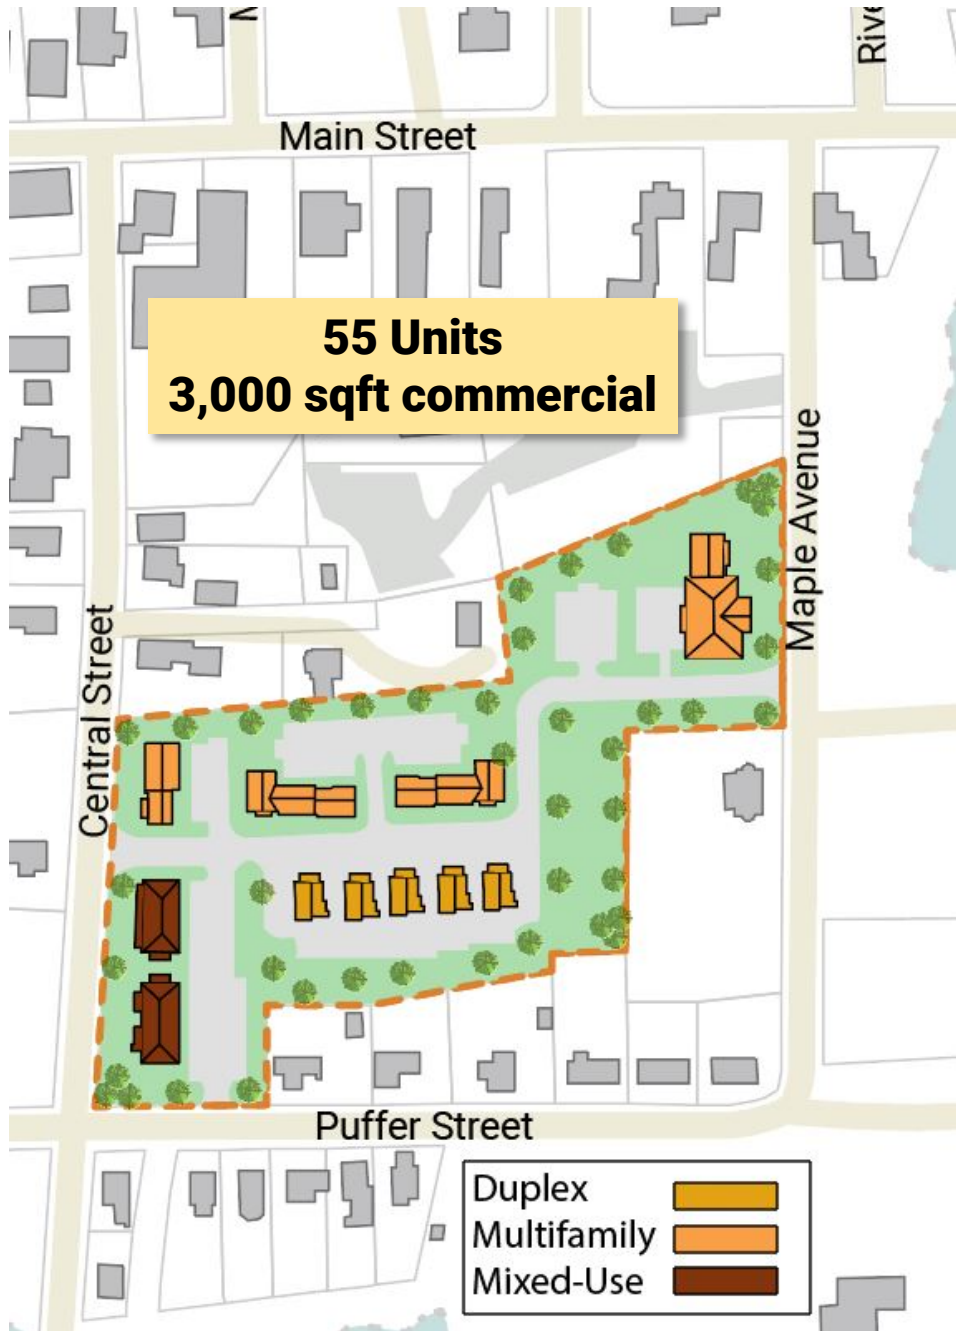 Main Street
55 Units
3,000 sqft commercial
Maple Avenue
Central Street
Puffer Street
Duplex
Multifamily
Mixed-Use